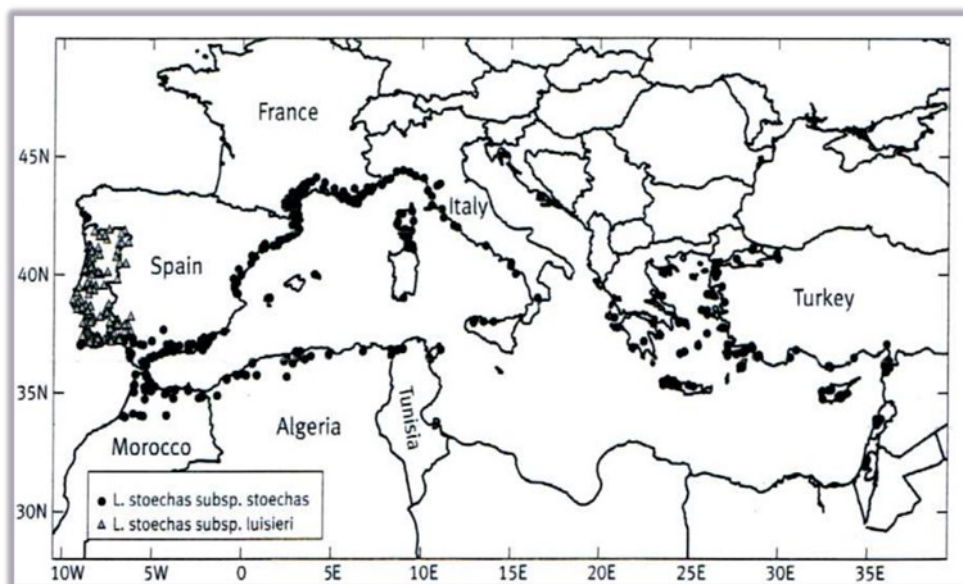 France
45N
Italy
Spain
40N
Turkey
35N
Tunisia
Algeria
Morocco
● L. stoechas subsp. stoechas
△ L. stoechas subsp. luisieri
30N
10W 5W 0 5E 10E 15E 20E 25E 30E 35E